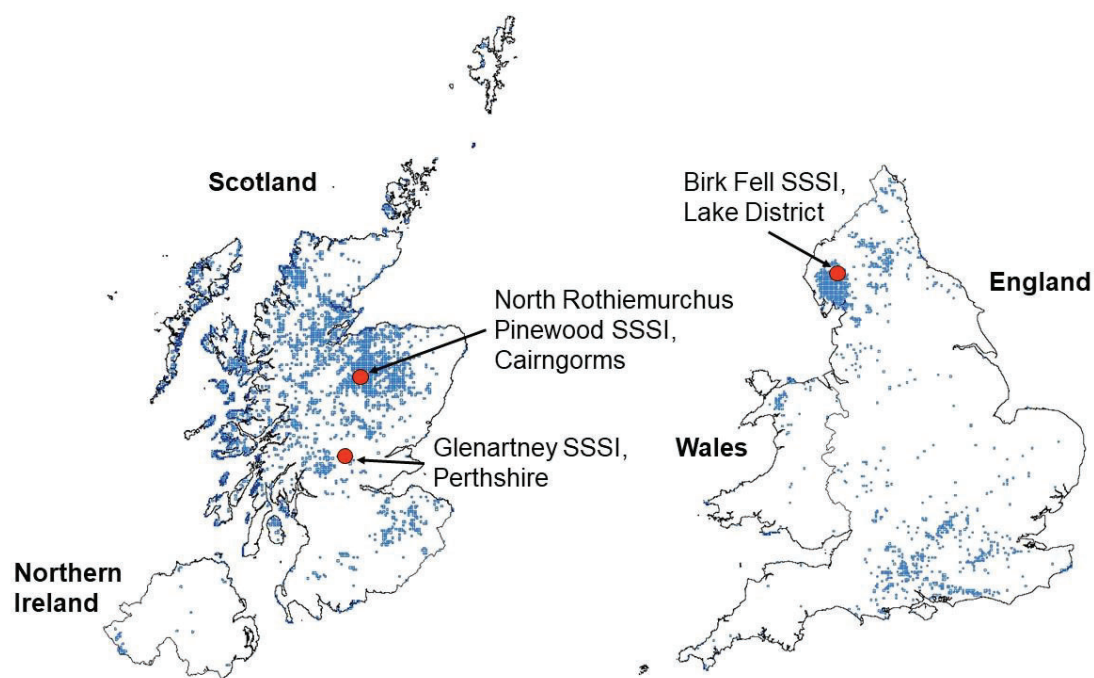 Scotland
North Rothiemurchus
Pinewood SSSI,
Cairngorms
Glenartney SSSI,
Perthshire
Northern
Ireland
Birk Fell SSSI,
Lake District
England
Wales